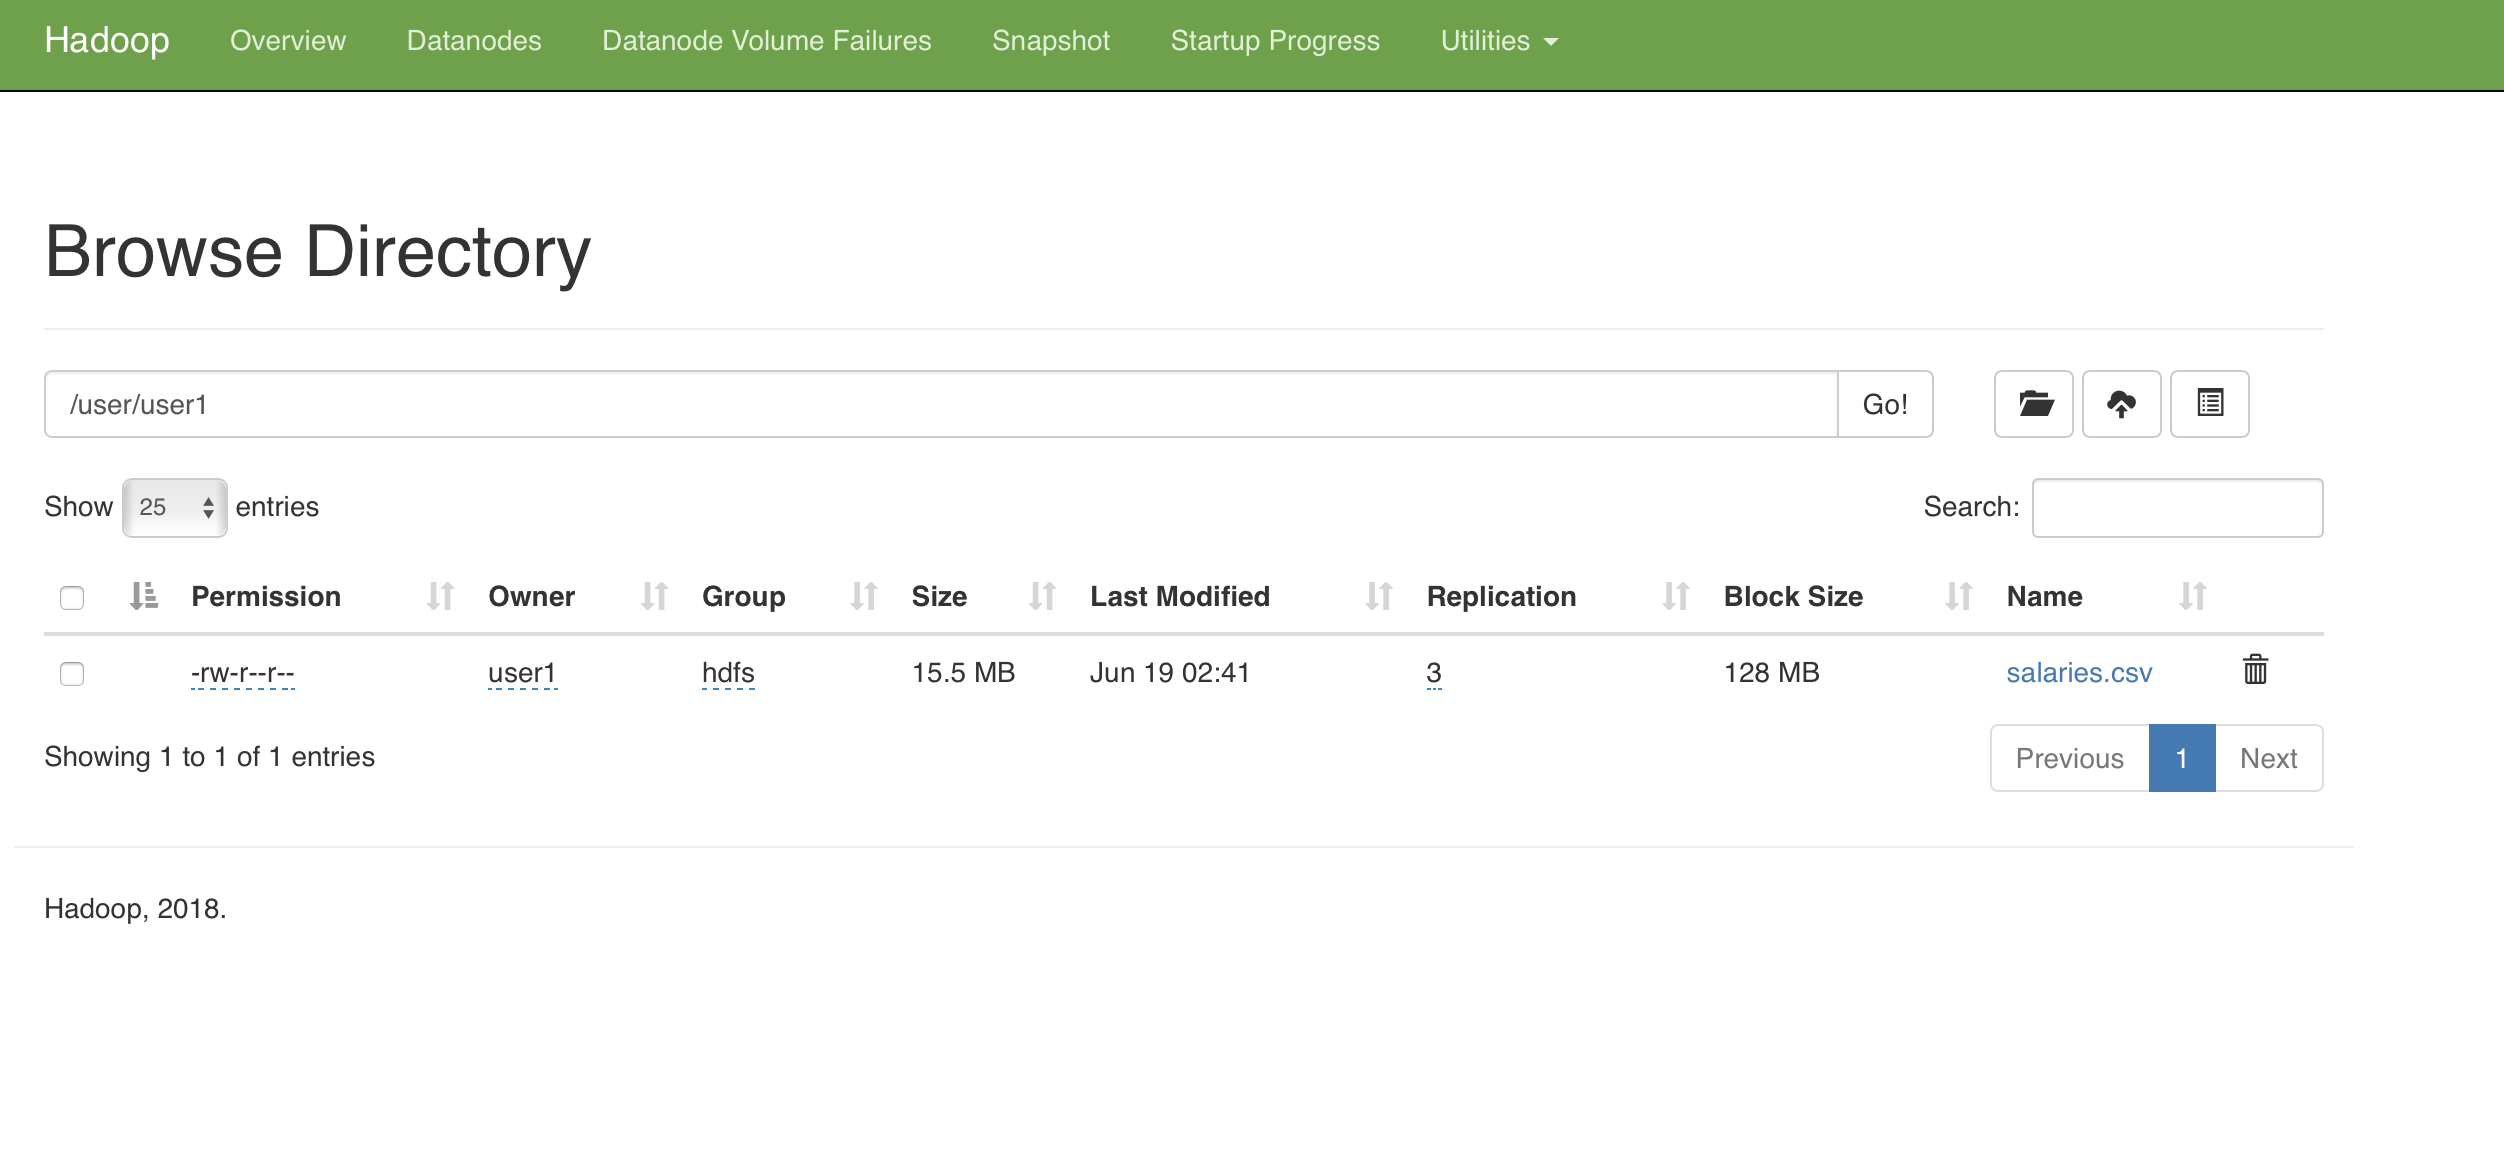 Hadoop Overview Datanodes Datanode Volume Failures Snapshot Startup Progress Utilities
Browse Directory
/user/user1 Go!
Show 25 entries Search:
Permission Owner Group Size Last Modified Replication Block Size Name
-rw-r--r-- user1 hdfs 15.5 MB Jun 19 02:41 3 128 MB salaries.csv
Showing 1 to 1 of 1 entries Previous 1 Next
Hadoop, 2018.